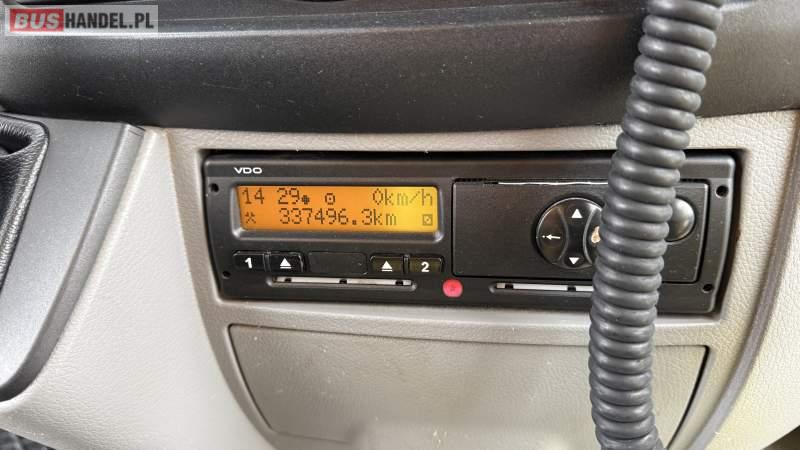 BUSHANDEL.PL
VDO
14 29 0km/h
337496.3km
1 2